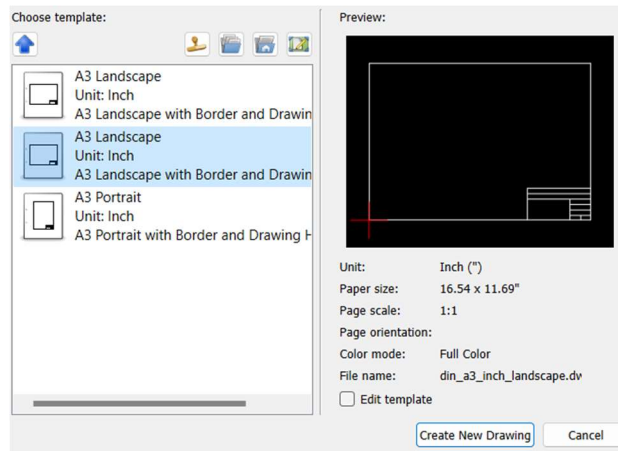 Choose template:
A3 Landscape
Unit: Inch
A3 Landscape with Border and Drawin
A3 Landscape
Unit: Inch
A3 Landscape with Border and Drawin
A3 Portrait
Unit: Inch
A3 Portrait with Border and Drawing H
Preview:
Unit: Inch (")
Paper size: 16.54 x 11.69"
Page scale: 1:1
Page orientation:
Color mode: Full Color
File name: din_a3_inch_landscape.dw
Edit template
Create New Drawing Cancel